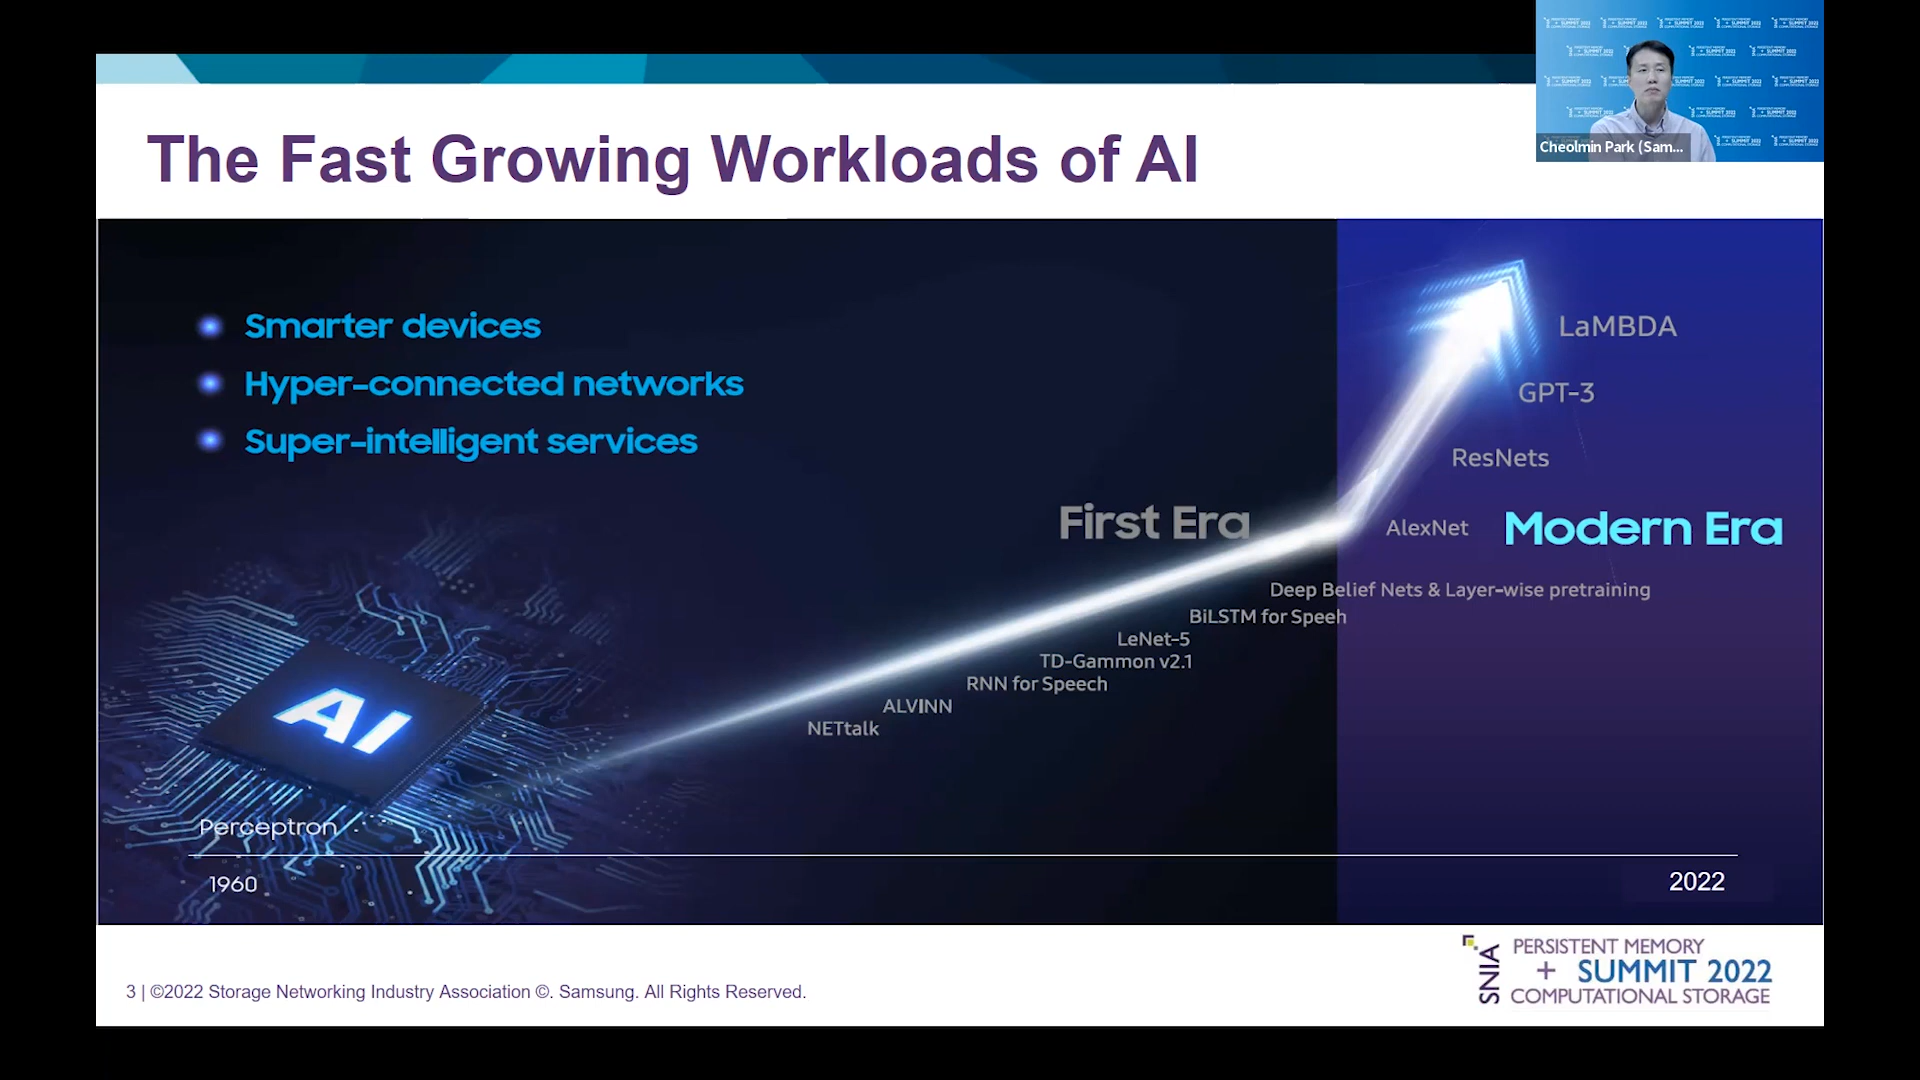 The Fast Growing Workloads of AI
Cheolmin Park (Sam...
Smarter devices
Hyper-connected networks
Super-intelligent services
LaMBDA
GPT-3
ResNets
First Era
AlexNet
Modern Era
Deep Belief Nets & Layer-wise pretraining
BiLSTM for Speeh
LeNet-5
TD-Gammon v2.1
RNN for Speech
ALVINN
NETtalk
AI
Perceptron
1960
2022
3 | ©2022 Storage Networking Industry Association ©. Samsung. All Rights Reserved.
SNIA
PERSISTENT MEMORY
+ SUMMIT 2022
COMPUTATIONAL STORAGE